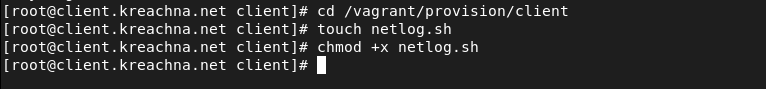 [root@client.kreachna.net client]# cd /vagrant/provision/client
[root@client.kreachna.net client]# touch netlog.sh
[root@client.kreachna.net client]# chmod +x netlog.sh
[root@client.kreachna.net client]#